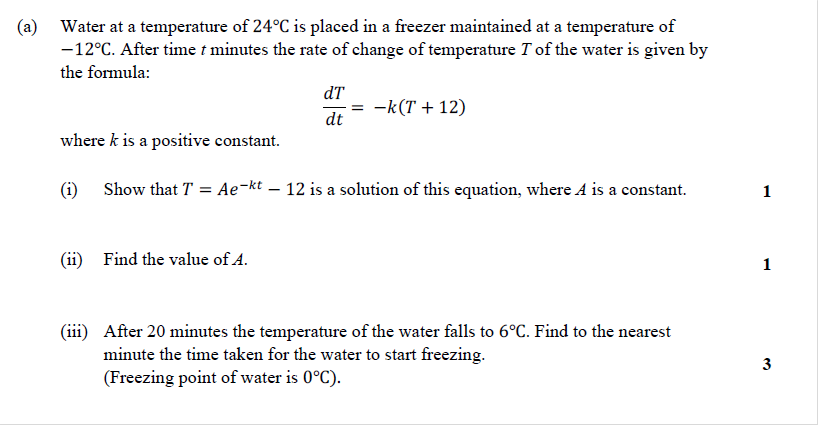 (a) Water at a temperature of 24°C is placed in a freezer maintained at a temperature of
−12°C. After time t minutes the rate of change of temperature T of the water is given by
the formula:
dT/dt = −k(T + 12)
where k is a positive constant.
(i) Show that T = Ae^−kt − 12 is a solution of this equation, where A is a constant. 1
(ii) Find the value of A. 1
(iii) After 20 minutes the temperature of the water falls to 6°C. Find to the nearest
minute the time taken for the water to start freezing. 3
(Freezing point of water is 0°C).